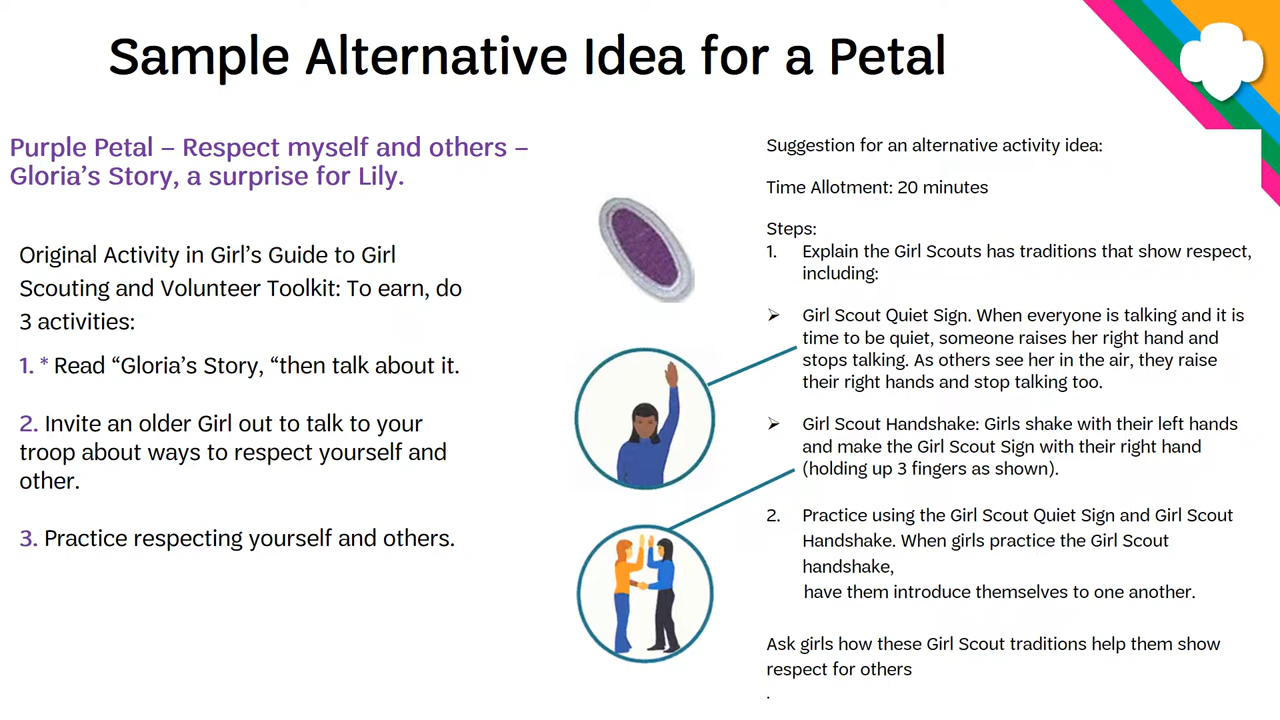 Sample Alternative Idea for a Petal
Purple Petal – Respect myself and others –
Gloria's Story, a surprise for Lily.
Original Activity in Girl's Guide to Girl
Scouting and Volunteer Toolkit: To earn, do
3 activities:
1. * Read “Gloria's Story, “then talk about it.
2. Invite an older Girl out to talk to your
troop about ways to respect yourself and
other.
3. Practice respecting yourself and others.
Suggestion for an alternative activity idea:
Time Allotment: 20 minutes
Steps:
1. Explain the Girl Scouts has traditions that show respect,
including:
➢ Girl Scout Quiet Sign. When everyone is talking and it is
time to be quiet, someone raises her right hand and
stops talking. As others see her in the air, they raise
their right hands and stop talking too.
➢ Girl Scout Handshake: Girls shake with their left hands
and make the Girl Scout Sign with their right hand
(holding up 3 fingers as shown).
2. Practice using the Girl Scout Quiet Sign and Girl Scout
Handshake. When girls practice the Girl Scout
handshake,
have them introduce themselves to one another.
Ask girls how these Girl Scout traditions help them show
respect for others
.